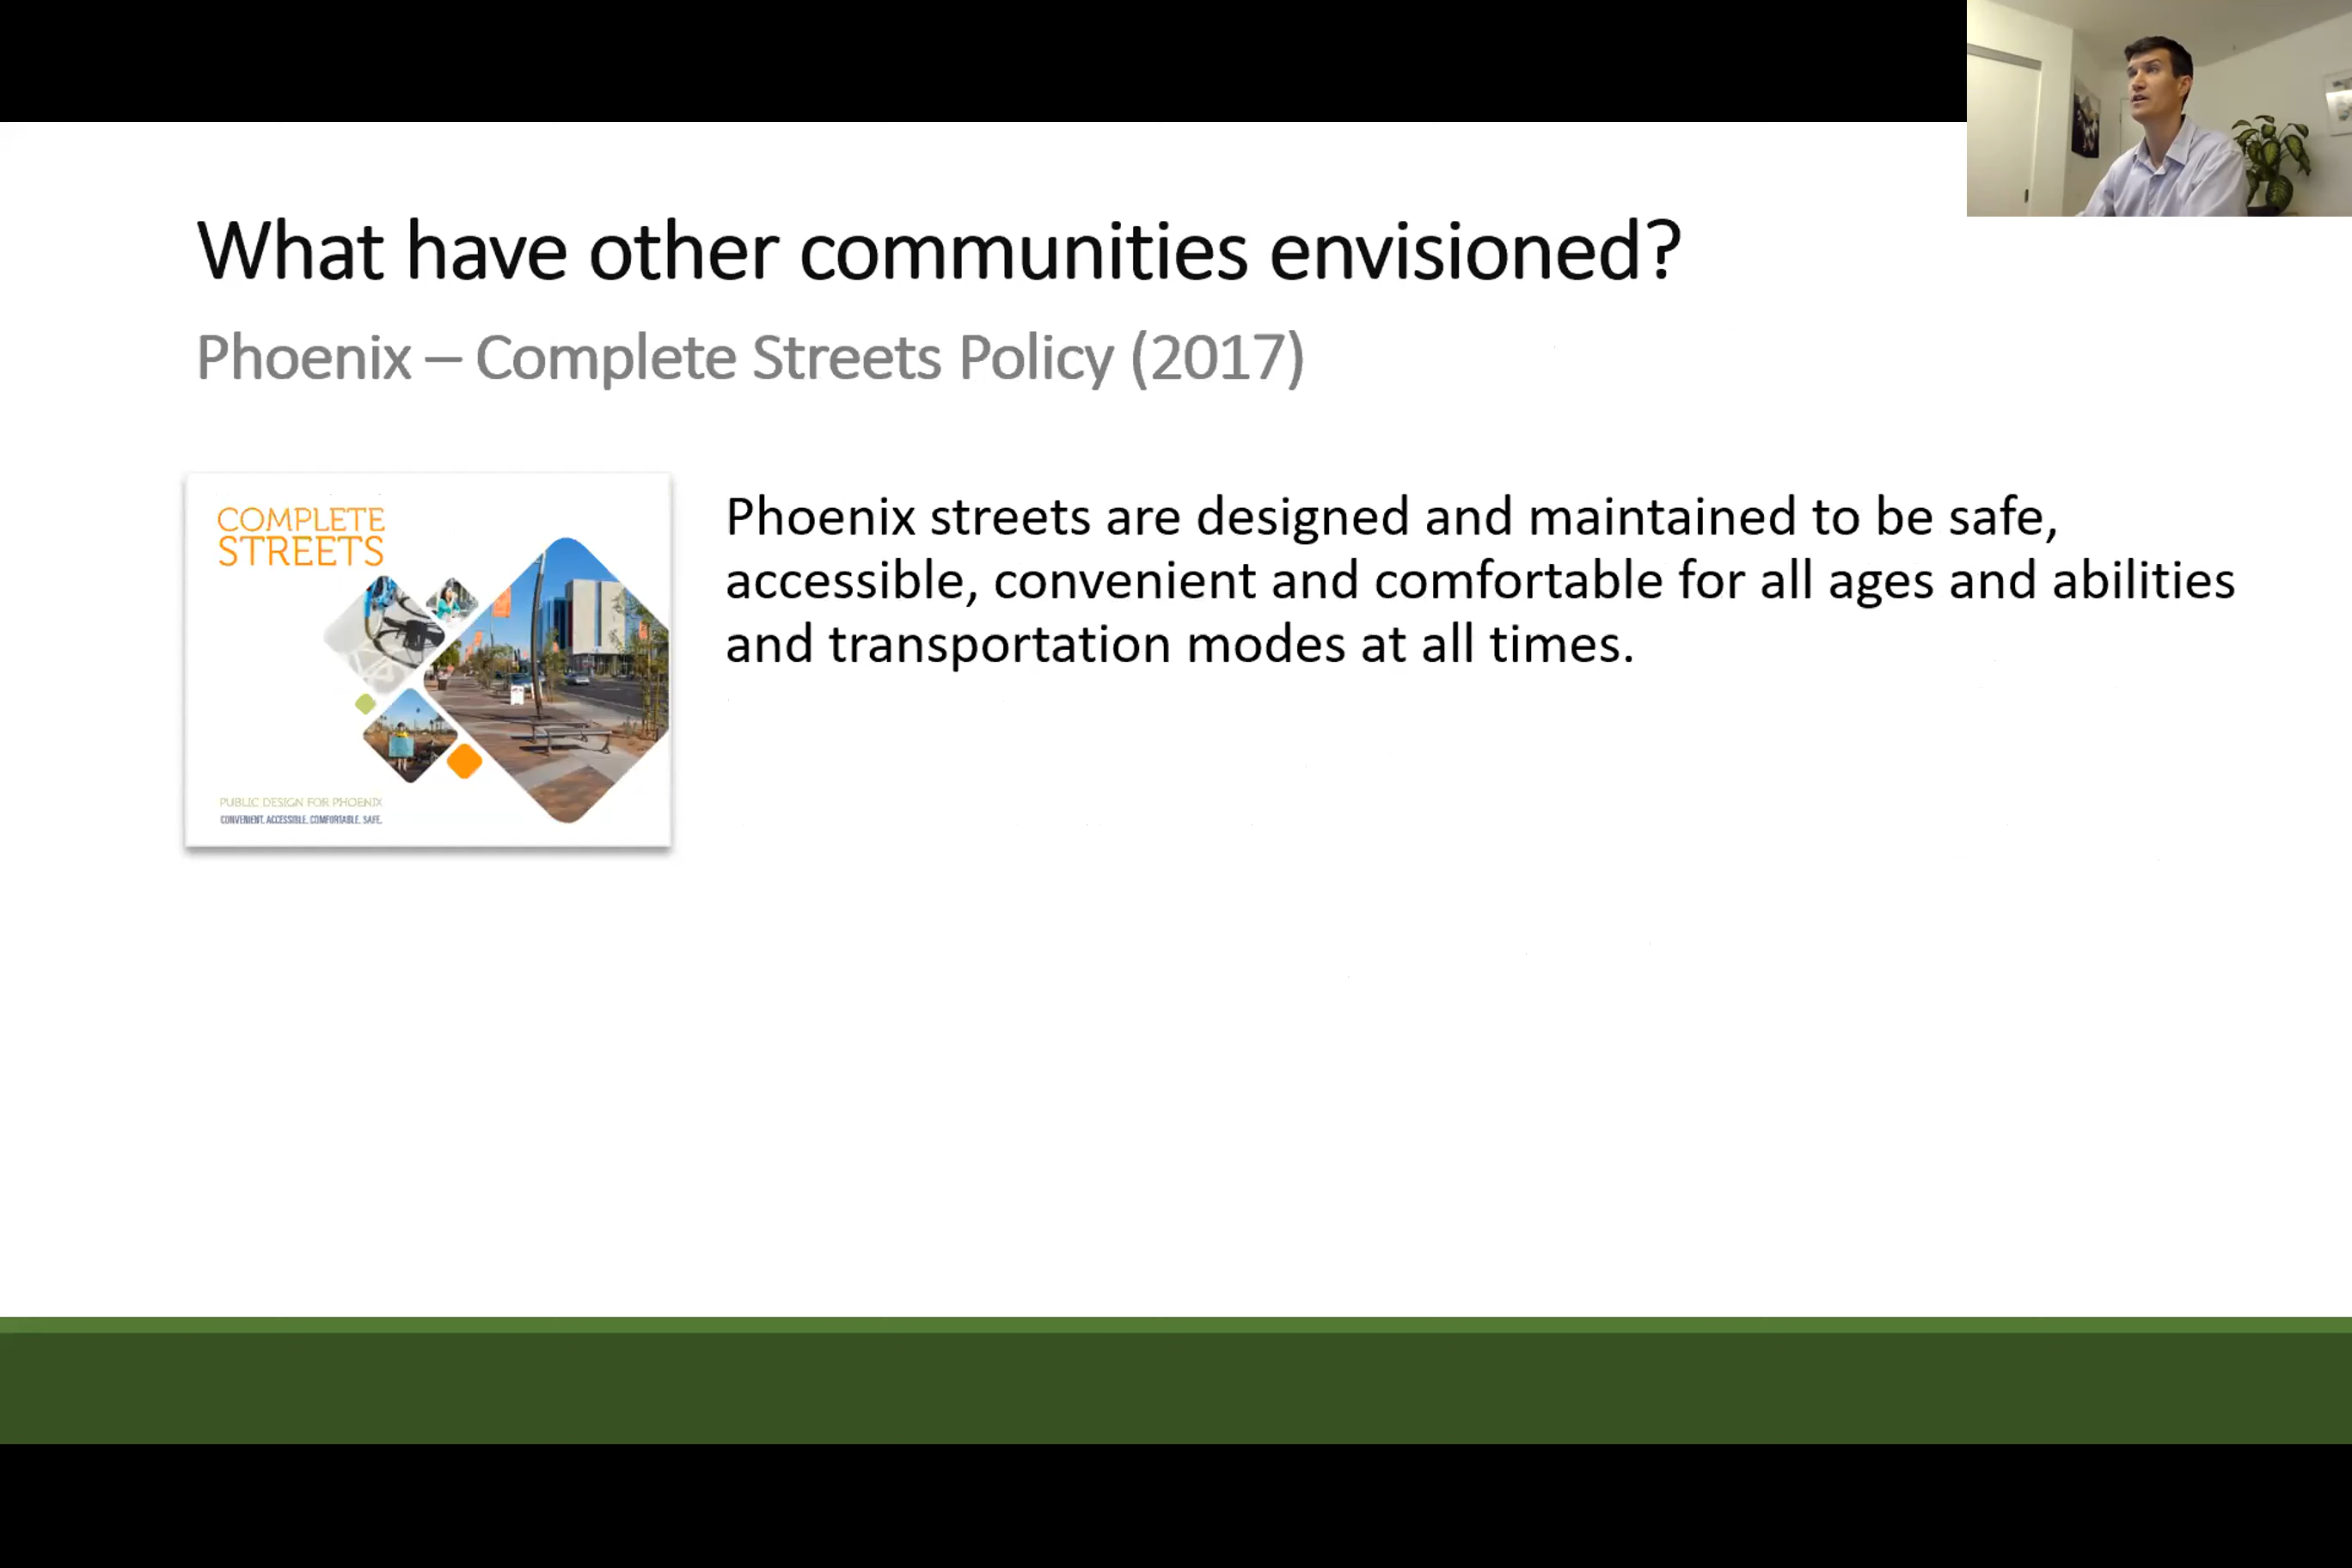 What have other communities envisioned?
Phoenix – Complete Streets Policy (2017)
COMPLETE
STREETS
PUBLIC DESIGN FOR PHOENIX
CONVENIENT. ACCESSIBLE. COMFORTABLE. SAFE.
Phoenix streets are designed and maintained to be safe,
accessible, convenient and comfortable for all ages and abilities
and transportation modes at all times.